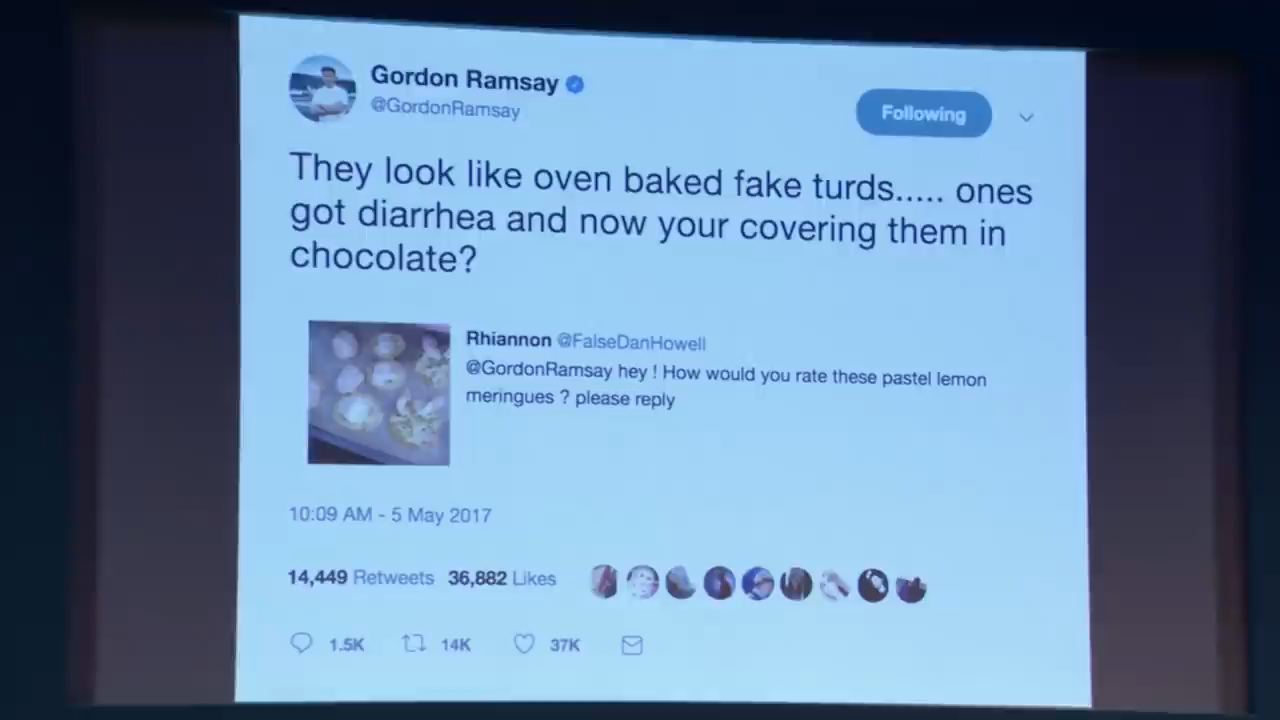 Gordon Ramsay
@GordonRamsay
Following
They look like oven baked fake turds..... ones
got diarrhea and now your covering them in
chocolate?
Rhiannon @FalseDanHowell
@GordonRamsay hey ! How would you rate these pastel lemon
meringues ? please reply
10:09 AM - 5 May 2017
14,449 Retweets 36,882 Likes
1.5K 14K 37K